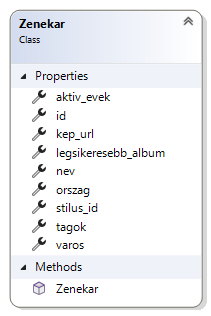 Zenekar
Class
Properties
aktiv_evek
id
kep_url
legsikeresebb_album
nev
orszag
stilus_id
tagok
varos
Methods
Zenekar